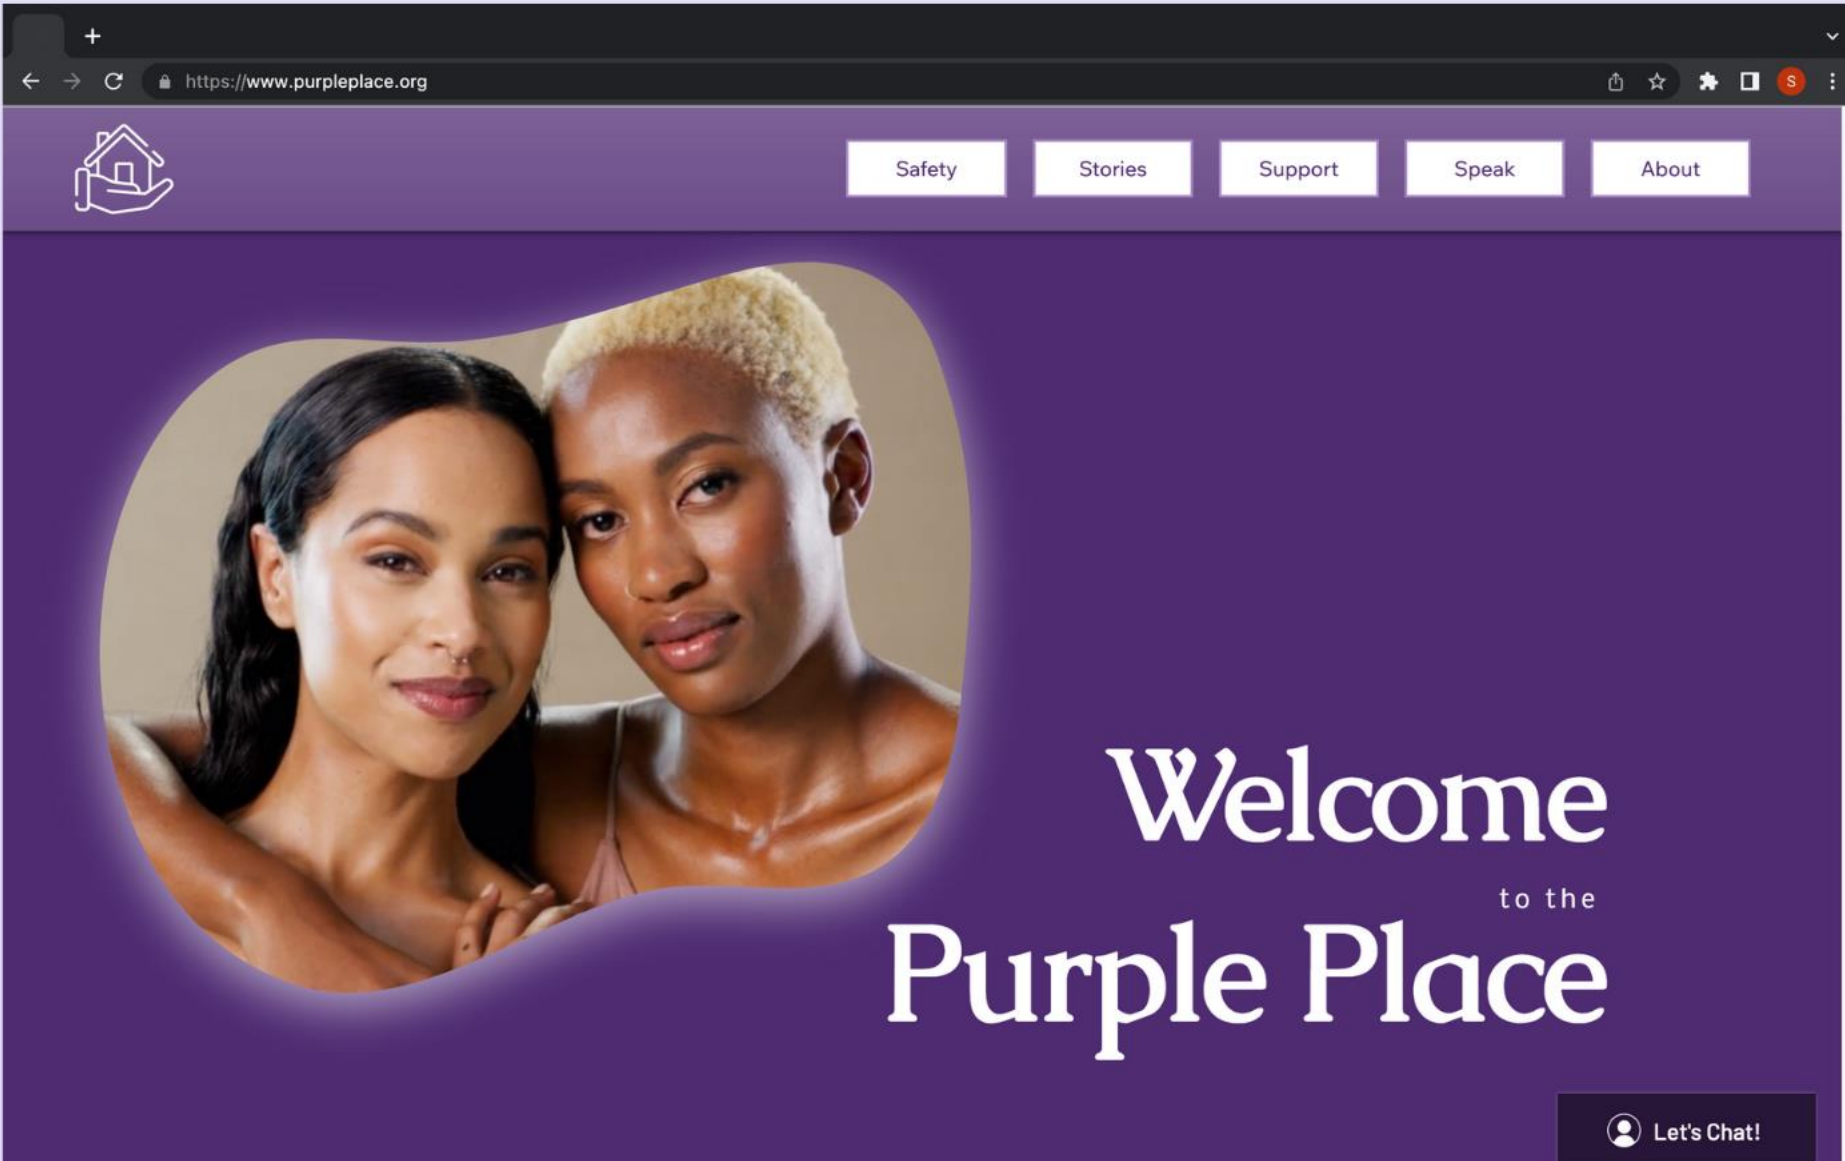 https://www.purpleplace.org
S
Safety
Stories
Support
Speak
About
Welcome
to the
Purple Place
Let's Chat!